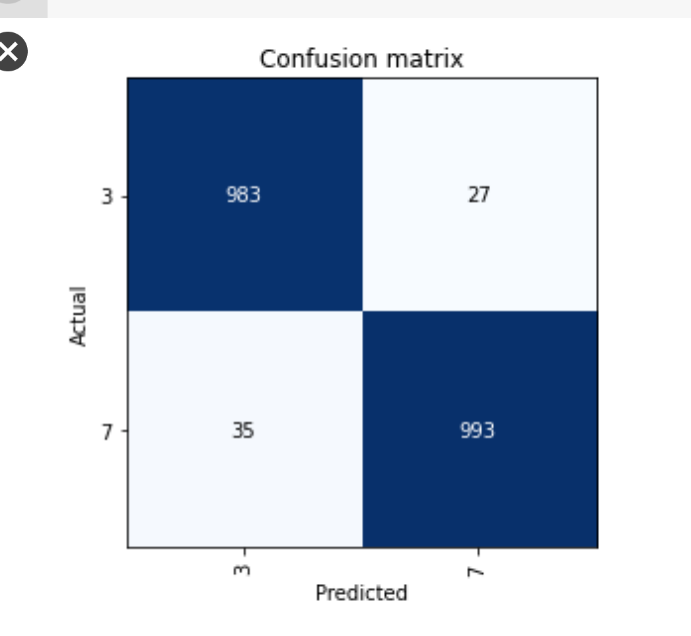 Confusion matrix
3
983
27
Actual
7
35
993
3
7
Predicted